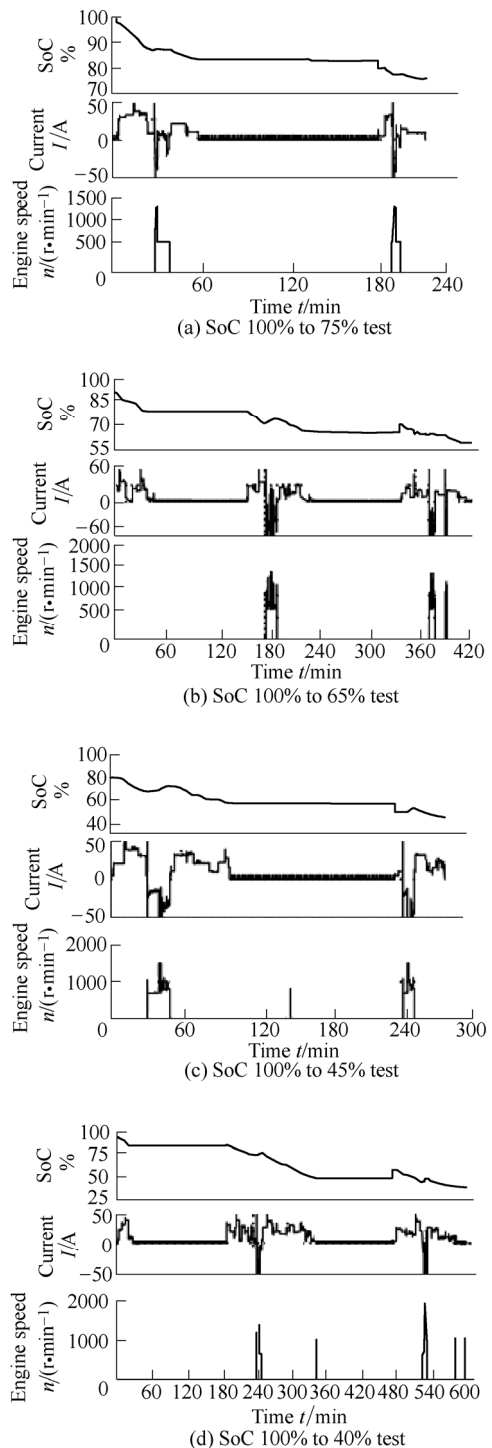 100
90
80
70
SoC
%
50
0
−50
Current
I/A
1500
1000
500
0
Engine speed
n/(r•min−1)
60 120 180 240
Time t/min
(a) SoC 100% to 75% test
100
85
70
55
SoC
%
60
0
−60
Current
I/A
2000
1500
1000
500
0
Engine speed
n/(r•min−1)
60 120 180 240 300 360 420
Time t/min
(b) SoC 100% to 65% test
100
80
60
40
SoC
%
50
0
−50
Current
I/A
2000
1000
0
Engine speed
n/(r•min−1)
60 120 180 240 300
Time t/min
(c) SoC 100% to 45% test
100
75
50
25
SoC
%
50
0
−50
Current
I/A
2000
1000
0
Engine speed
n/(r•min−1)
60 120 180 240 300 360 420 480 540 600
Time t/min
(d) SoC 100% to 40% test